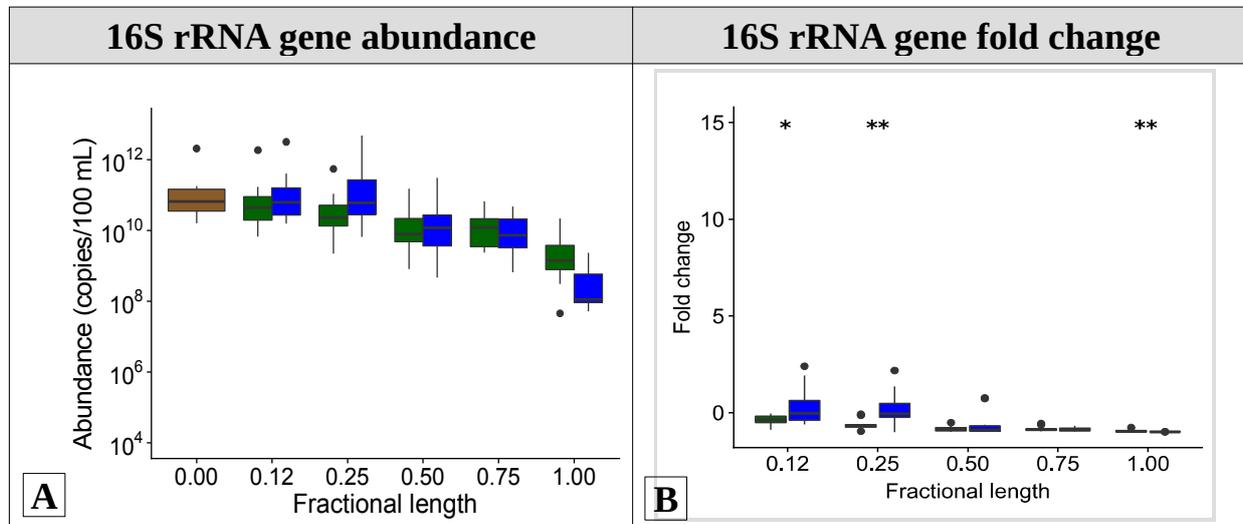 16S rRNA gene abundance
16S rRNA gene fold change
Abundance (copies/100 mL)
10^12
10^10
10^8
10^6
10^4
0.00 0.12 0.25 0.50 0.75 1.00
Fractional length
A
Fold change
* ** **
15
10
5
0
0.12 0.25 0.50 0.75 1.00
Fractional length
B